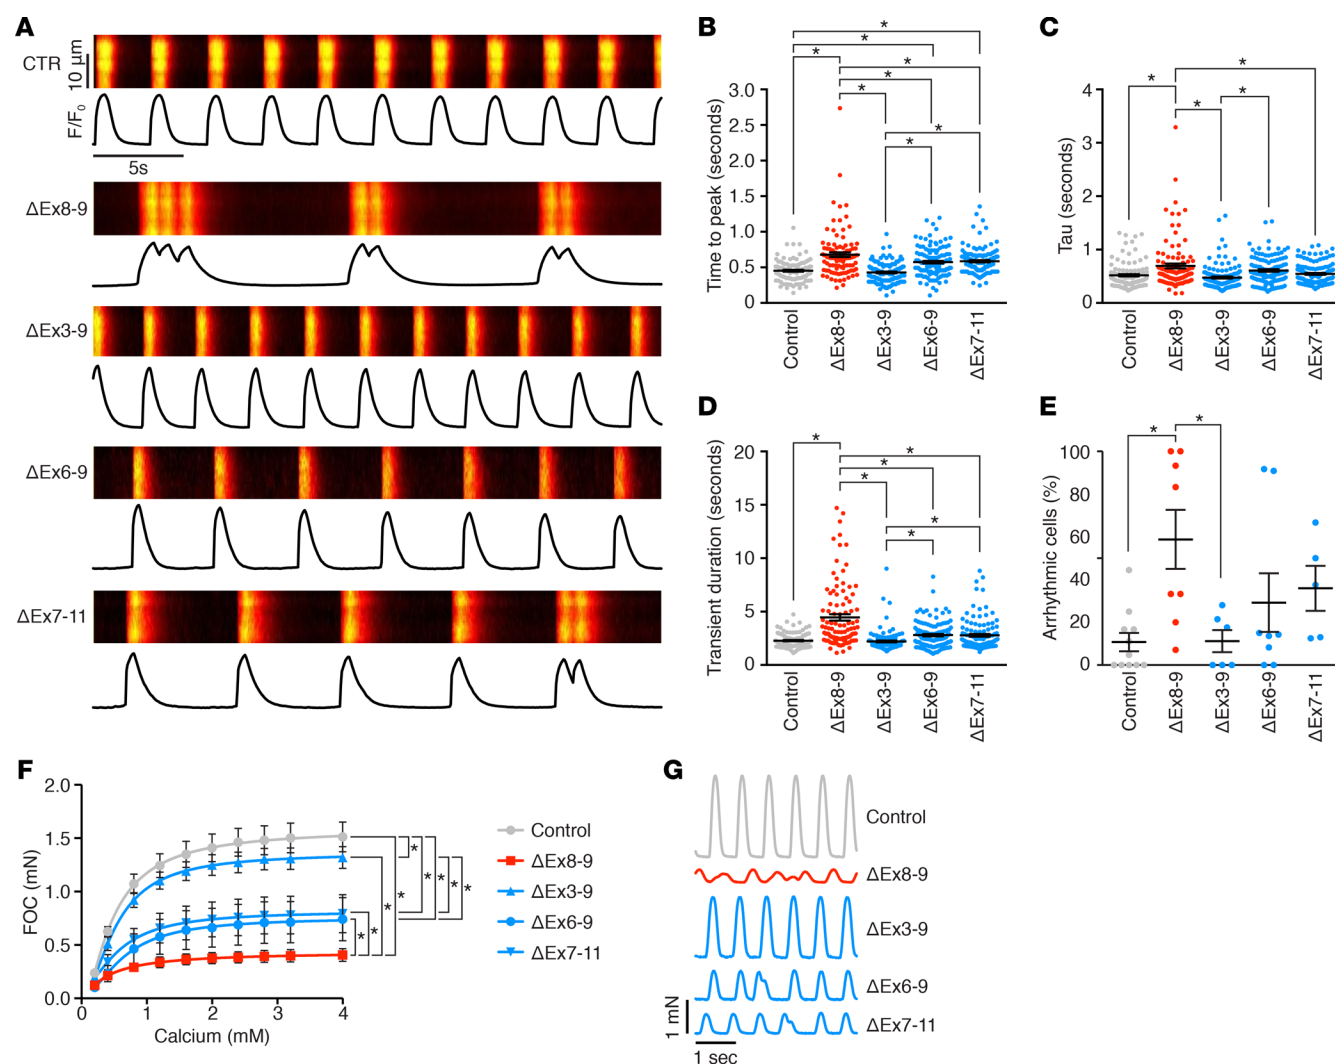 A
CTR
10 µm
F/F0
5s
ΔEx8-9
ΔEx3-9
ΔEx6-9
ΔEx7-11
B
Time to peak (seconds)
3.0
2.5
2.0
1.5
1.0
0.5
0
Control
ΔEx8-9
ΔEx3-9
ΔEx6-9
ΔEx7-11
* * * * * * * *
C
Tau (seconds)
4
3
2
1
0
Control
ΔEx8-9
ΔEx3-9
ΔEx6-9
ΔEx7-11
* * * *
D
Transient duration (seconds)
20
15
10
5
0
Control
ΔEx8-9
ΔEx3-9
ΔEx6-9
ΔEx7-11
* * * * * *
E
Arrhythmic cells (%)
100
80
60
40
20
0
Control
ΔEx8-9
ΔEx3-9
ΔEx6-9
ΔEx7-11
* *
F
FOC (mN)
2.0
1.5
1.0
0.5
0.0
0 1 2 3 4
Calcium (mM)
* * * * * * * *
Control
ΔEx8-9
ΔEx3-9
ΔEx6-9
ΔEx7-11
G
Control
ΔEx8-9
ΔEx3-9
ΔEx6-9
ΔEx7-11
1 mN
1 sec